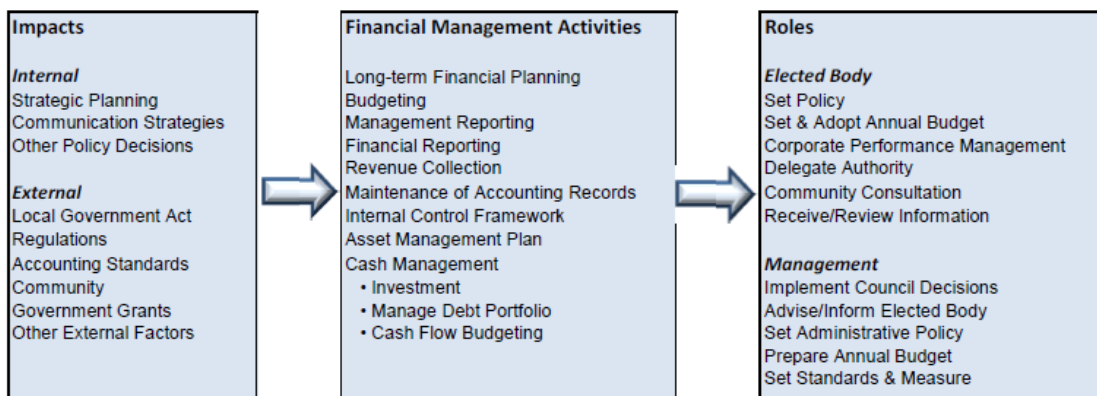 Impacts
Internal
Strategic Planning
Communication Strategies
Other Policy Decisions
External
Local Government Act
Regulations
Accounting Standards
Community
Government Grants
Other External Factors
Financial Management Activities
Long-term Financial Planning
Budgeting
Management Reporting
Financial Reporting
Revenue Collection
Maintenance of Accounting Records
Internal Control Framework
Asset Management Plan
Cash Management
• Investment
• Manage Debt Portfolio
• Cash Flow Budgeting
Roles
Elected Body
Set Policy
Set & Adopt Annual Budget
Corporate Performance Management
Delegate Authority
Community Consultation
Receive/Review Information
Management
Implement Council Decisions
Advise/Inform Elected Body
Set Administrative Policy
Prepare Annual Budget
Set Standards & Measure